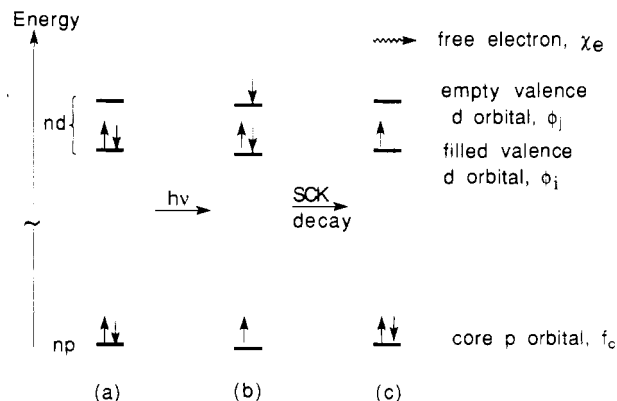 Energy
free electron, χe
empty valence
d orbital, ϕj
nd
filled valence
d orbital, ϕi
hν
SCK
decay
~
np
core p orbital, fc
(a)
(b)
(c)